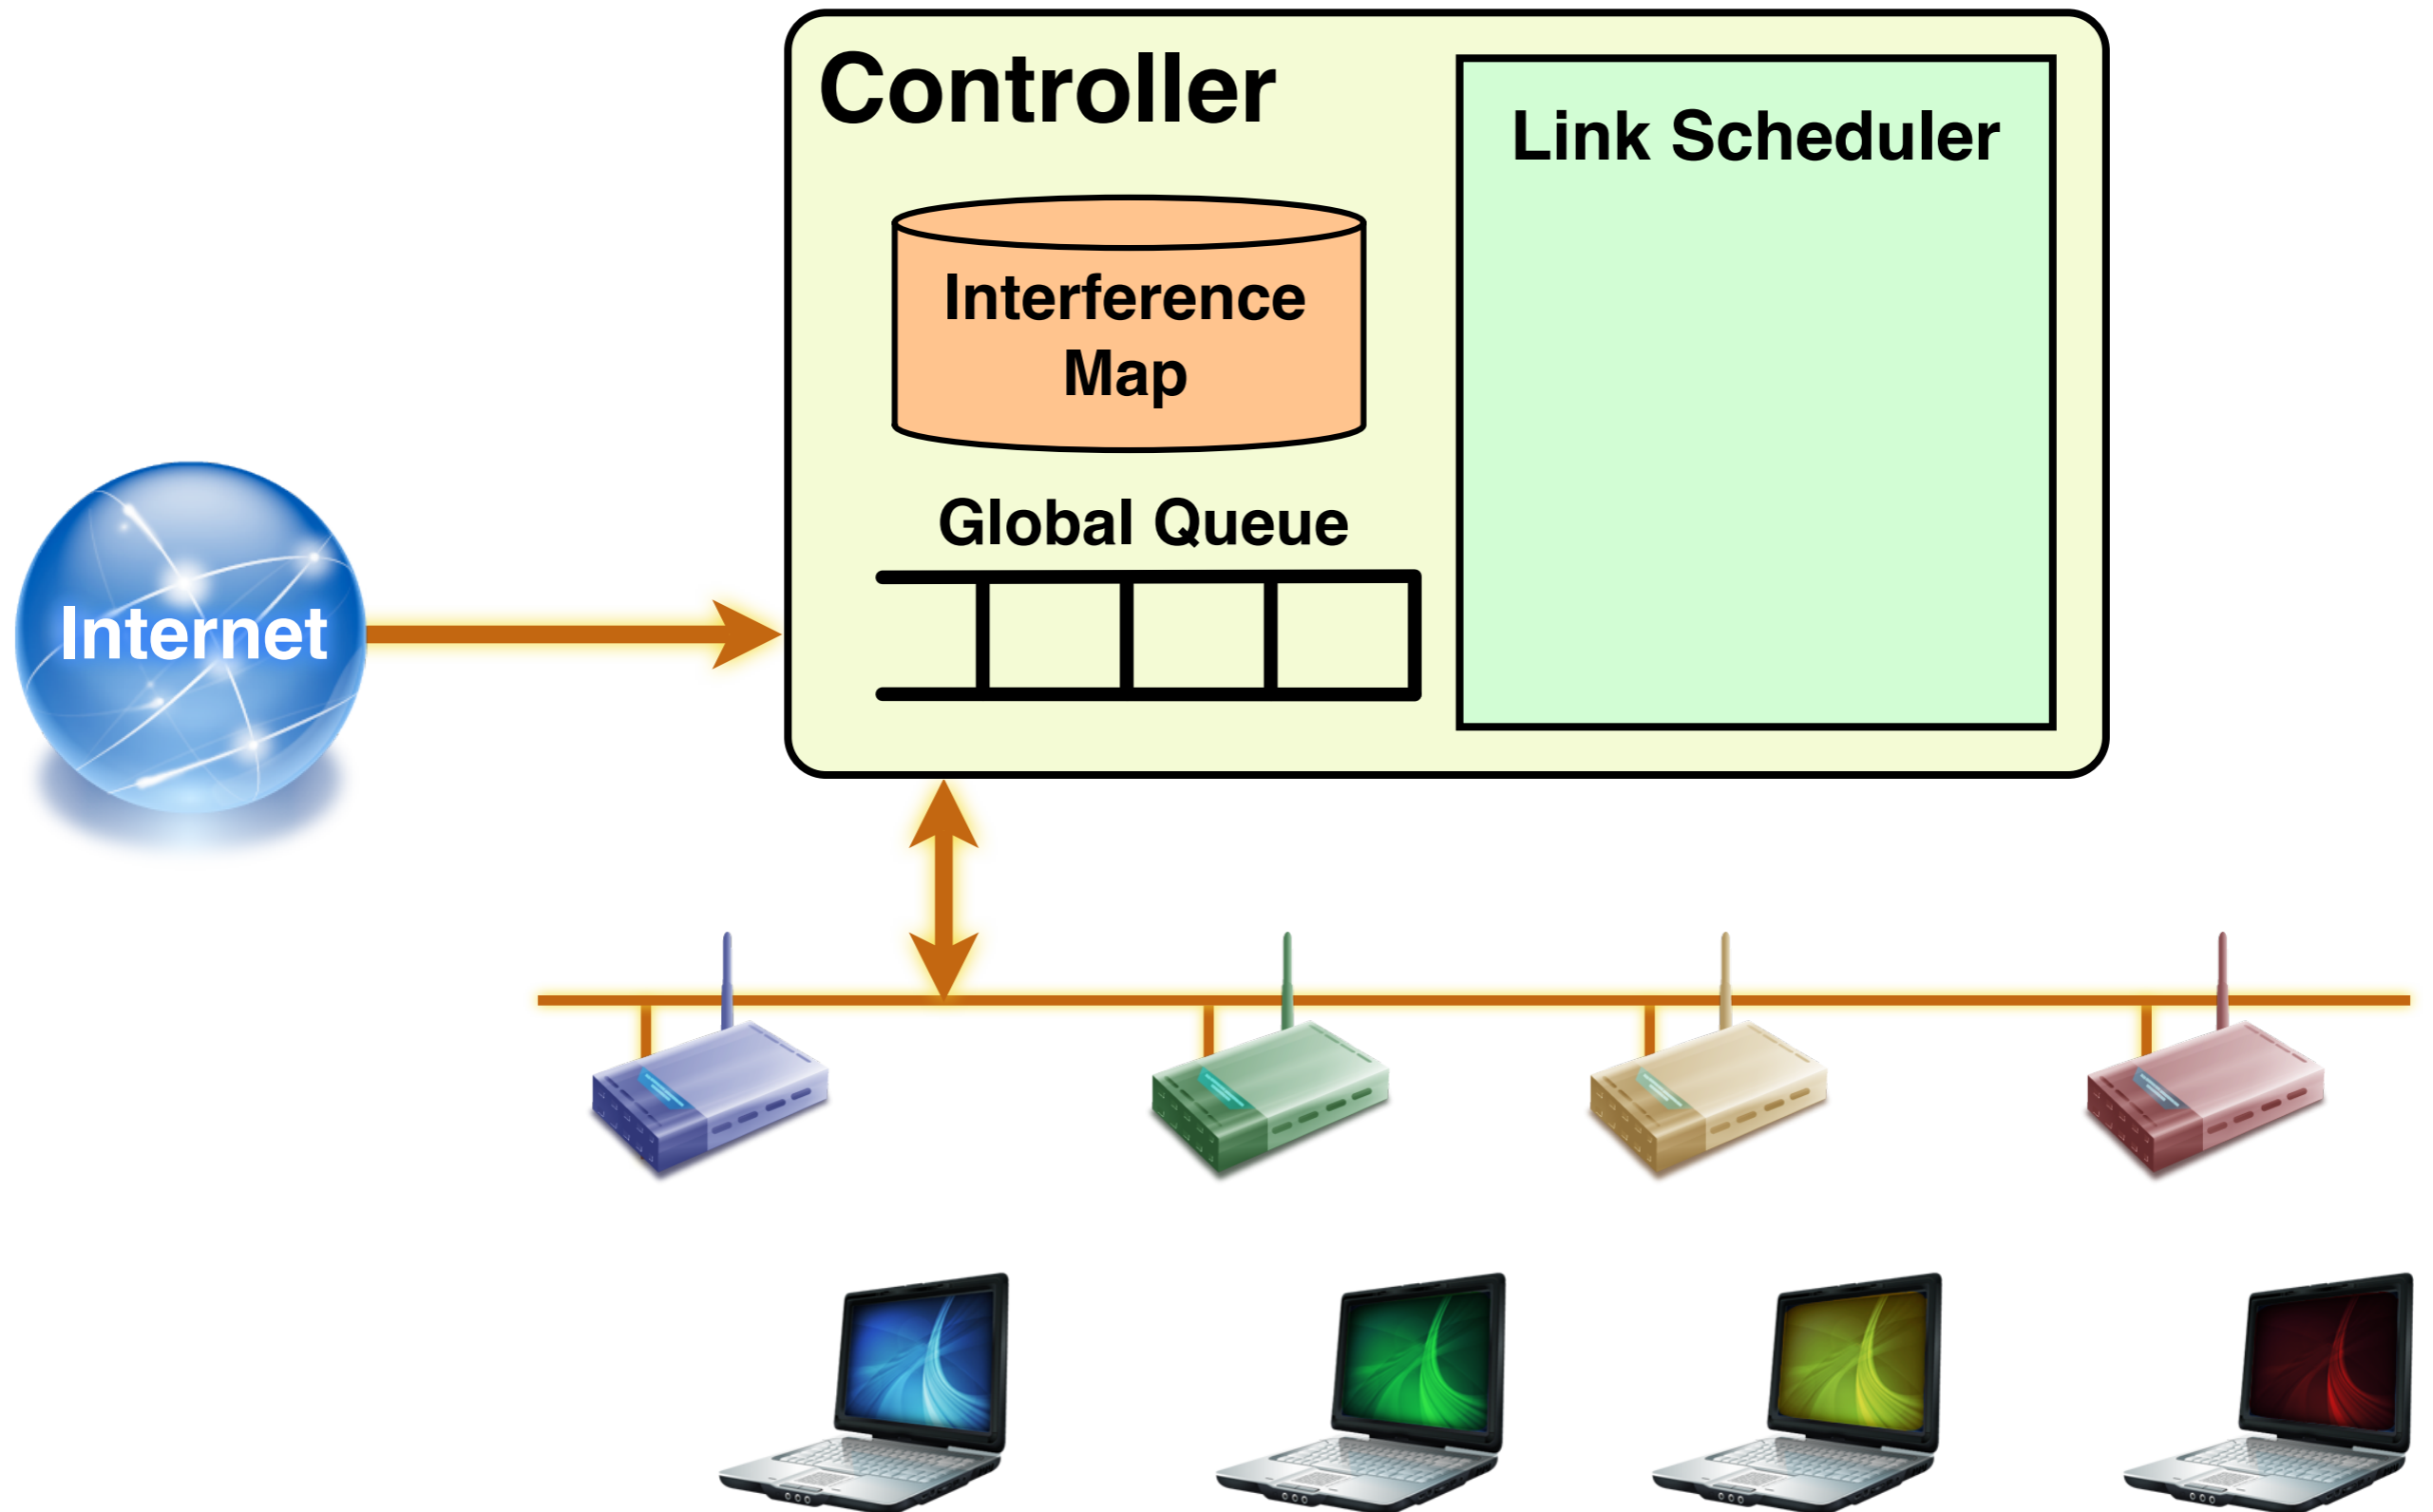 Controller
Link Scheduler
Interference
Map
Global Queue
Internet